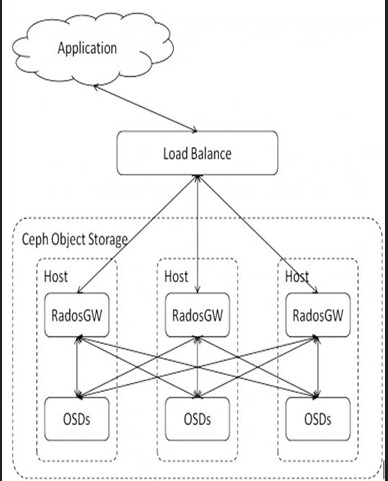 Application
Load Balance
Ceph Object Storage
Host
Host
Host
RadosGW
RadosGW
RadosGW
OSDs
OSDs
OSDs